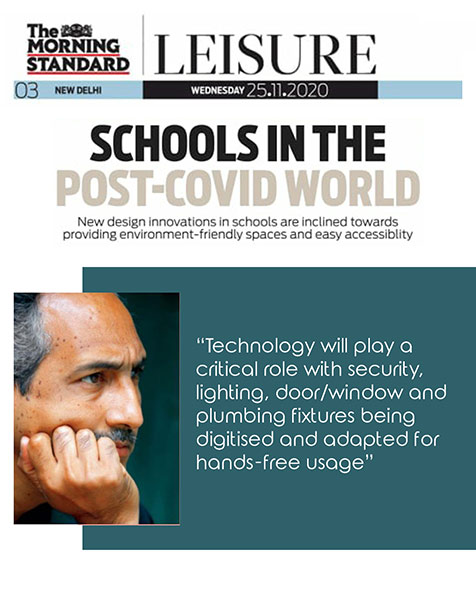 The
MORNING
STANDARD
LEISURE
03 NEW DELHI WEDNESDAY 25.11.2020
SCHOOLS IN THE
POST-COVID WORLD
New design innovations in schools are inclined towards
providing environment-friendly spaces and easy accessiblity
“Technology will play a
critical role with security,
lighting, door/window and
plumbing fixtures being
digitised and adapted for
hands-free usage”